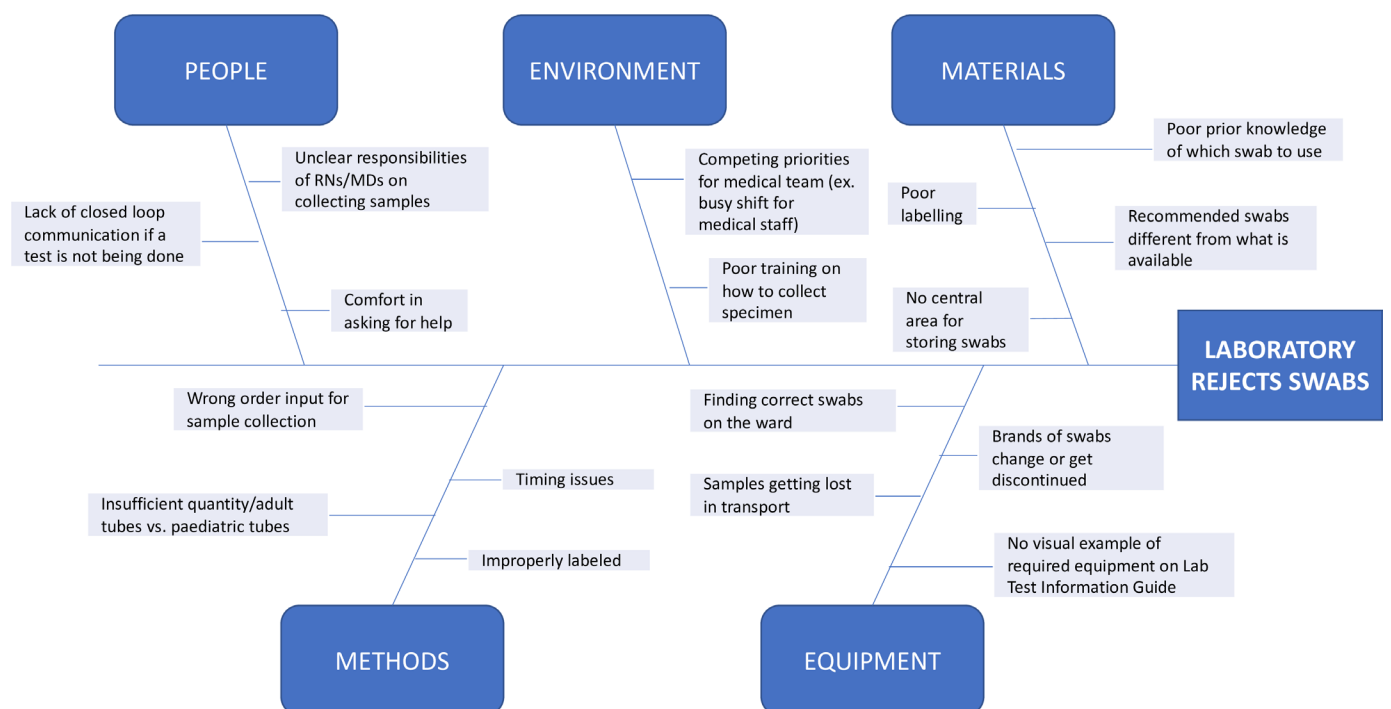 PEOPLE
ENVIRONMENT
MATERIALS
Unclear responsibilities
of RNs/MDs on
collecting samples
Lack of closed loop
communication if a
test is not being done
Comfort in
asking for help
Competing priorities
for medical team (ex.
busy shift for
medical staff)
Poor training on
how to collect
specimen
Poor prior knowledge
of which swab to use
Poor
labelling
Recommended swabs
different from what is
available
No central
area for
storing swabs
LABORATORY
REJECTS SWABS
Wrong order input for
sample collection
Timing issues
Insufficient quantity/adult
tubes vs. paediatric tubes
Improperly labeled
Finding correct swabs
on the ward
Brands of swabs
change or get
discontinued
Samples getting lost
in transport
No visual example of
required equipment on Lab
Test Information Guide
METHODS
EQUIPMENT